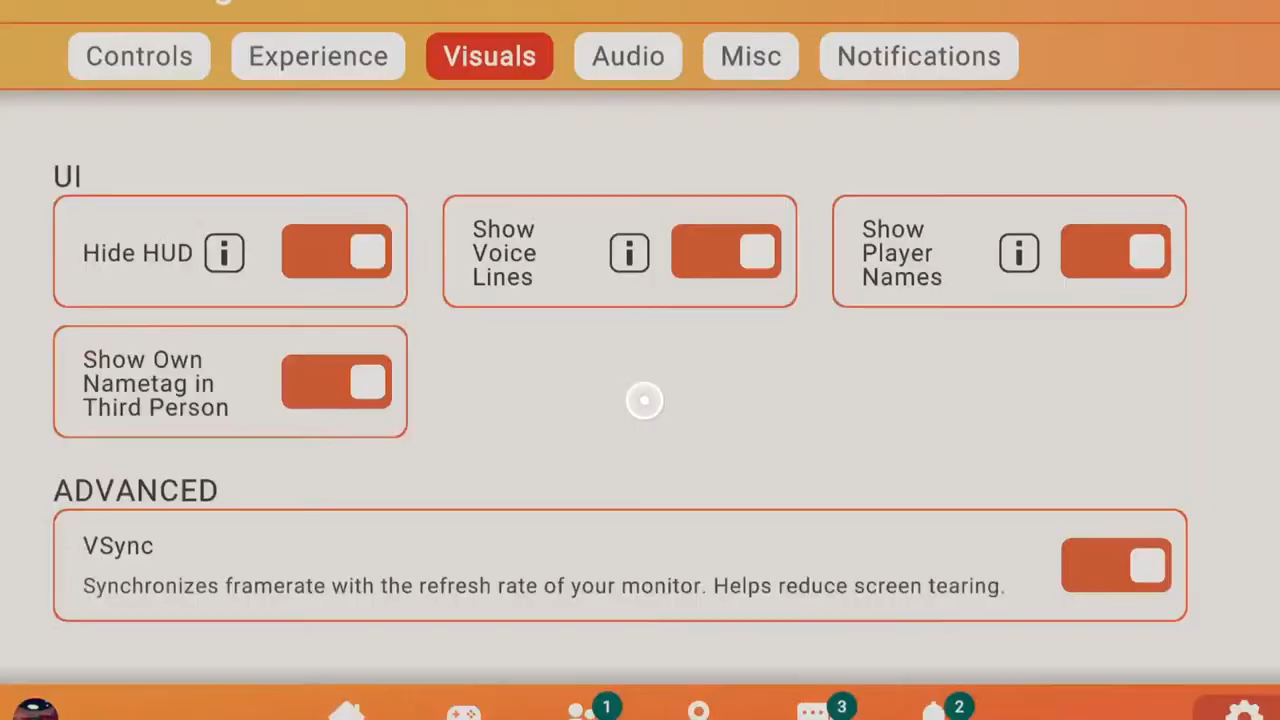 Controls Experience Visuals Audio Misc Notifications
UI
Hide HUD
Show
Voice
Lines
Show
Player
Names
Show Own
Nametag in
Third Person
ADVANCED
VSync
Synchronizes framerate with the refresh rate of your monitor. Helps reduce screen tearing.
1 3 2